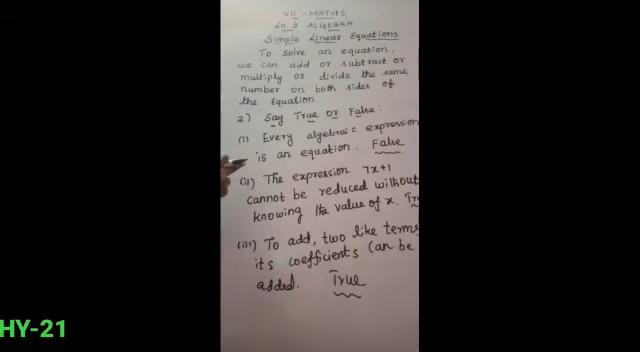 VII - MATHS
Ln 3 ALGEBRA
Simple Linear Equations
To solve an equation,
we can add or subtract or
multiply or divide the same
number on both sides of
the Equation
2) Say True or False:
(i) Every algebraic expression
is an equation. False
(ii) The expression 7x+1
cannot be reduced without
knowing the value of x. Tru
(iii) To add, two like terms
its coefficients can be
added. True
HY-21